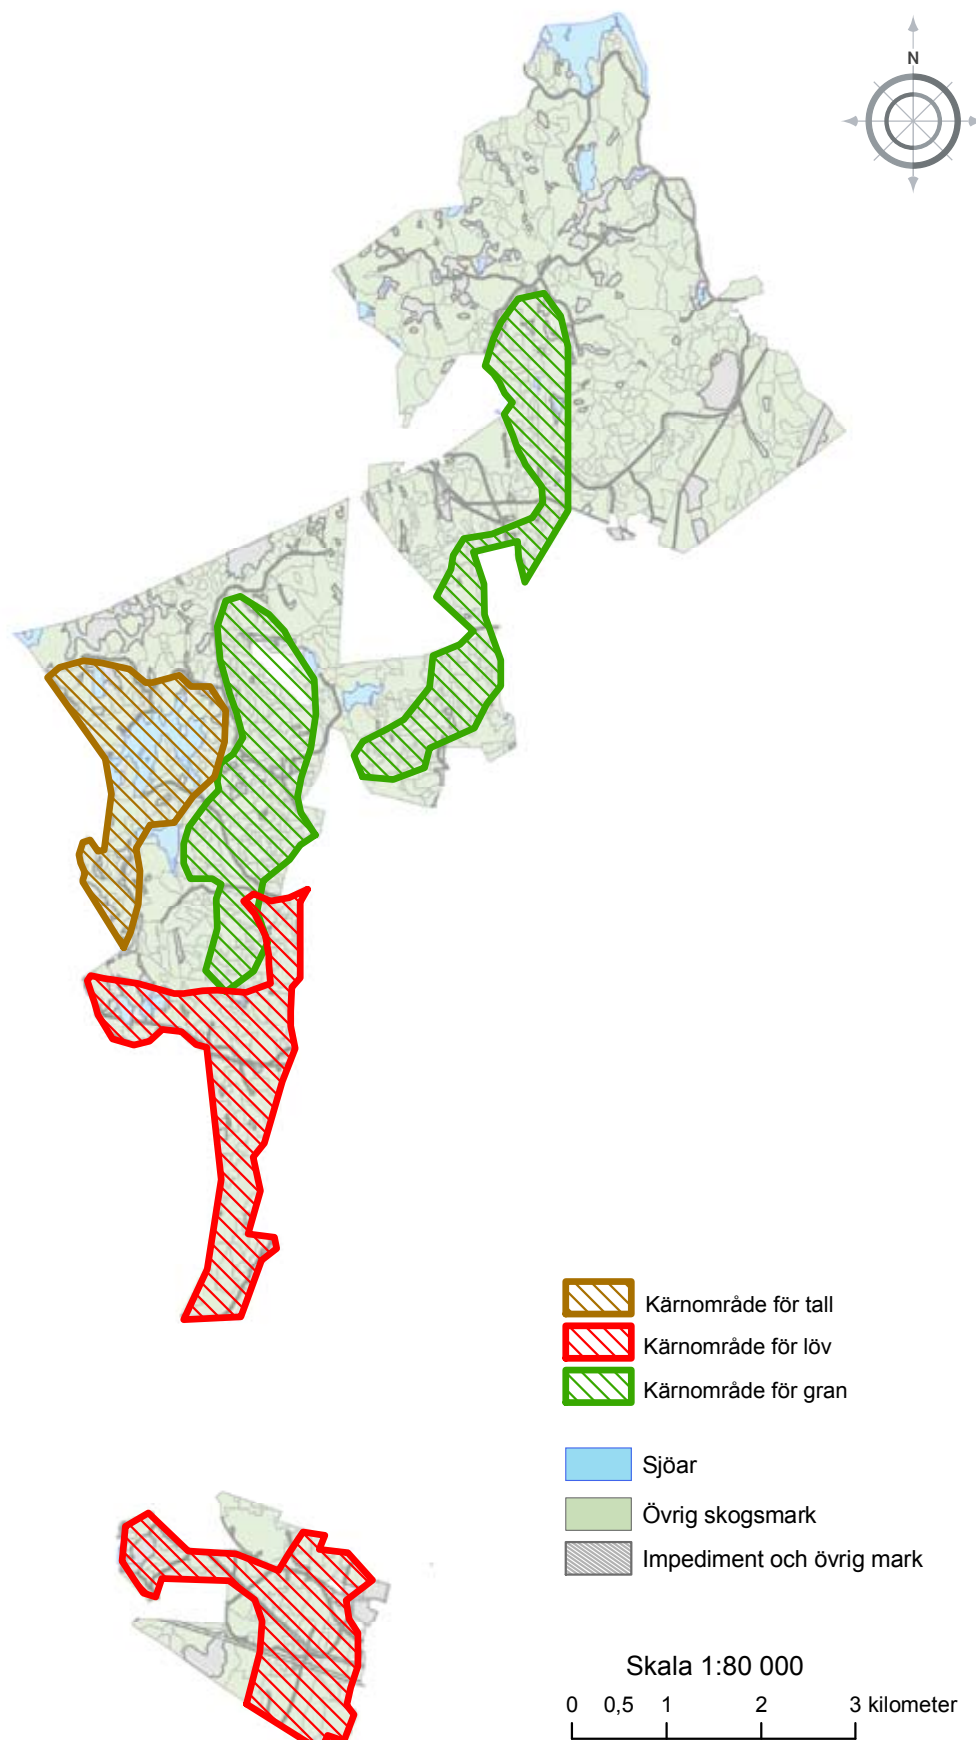 N
Kärnområde för tall
Kärnområde för löv
Kärnområde för gran
Sjöar
Övrig skogsmark
Impediment och övrig mark
Skala 1:80 000
0 0,5 1 2 3 kilometer